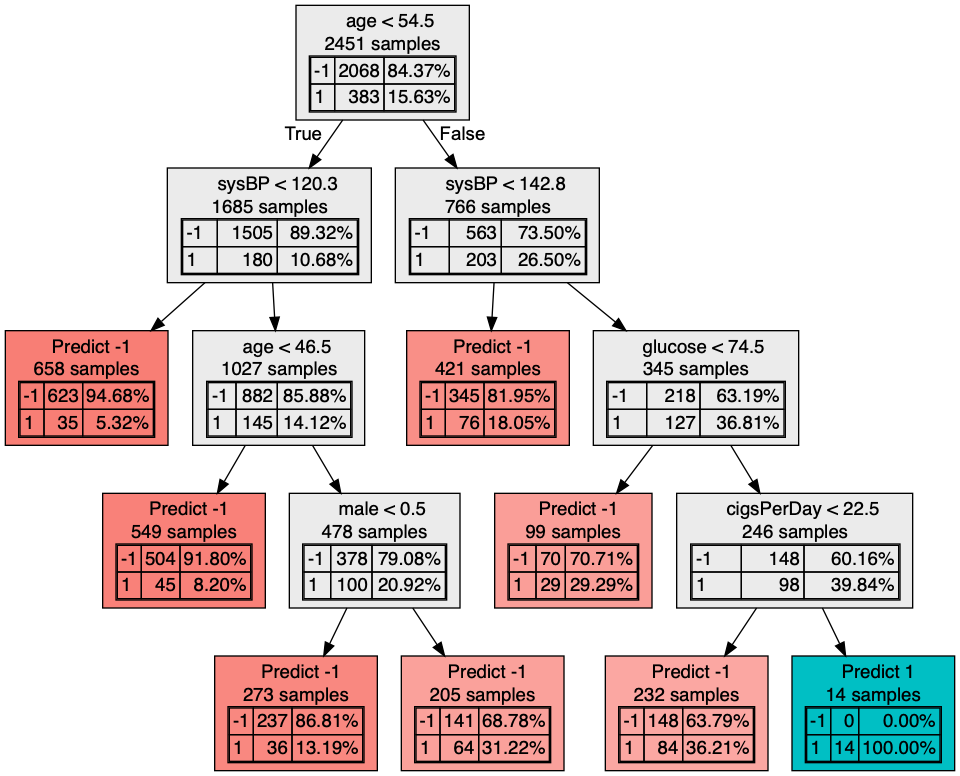 age < 54.5
2451 samples
-1 2068 84.37%
1 383 15.63%
True
False
sysBP < 120.3
1685 samples
-1 1505 89.32%
1 180 10.68%
sysBP < 142.8
766 samples
-1 563 73.50%
1 203 26.50%
Predict -1
658 samples
-1 623 94.68%
1 35 5.32%
age < 46.5
1027 samples
-1 882 85.88%
1 145 14.12%
Predict -1
421 samples
-1 345 81.95%
1 76 18.05%
glucose < 74.5
345 samples
-1 218 63.19%
1 127 36.81%
Predict -1
549 samples
-1 504 91.80%
1 45 8.20%
male < 0.5
478 samples
-1 378 79.08%
1 100 20.92%
Predict -1
99 samples
-1 70 70.71%
1 29 29.29%
cigsPerDay < 22.5
246 samples
-1 148 60.16%
1 98 39.84%
Predict -1
273 samples
-1 237 86.81%
1 36 13.19%
Predict -1
205 samples
-1 141 68.78%
1 64 31.22%
Predict -1
232 samples
-1 148 63.79%
1 84 36.21%
Predict 1
14 samples
-1 0 0.00%
1 14 100.00%